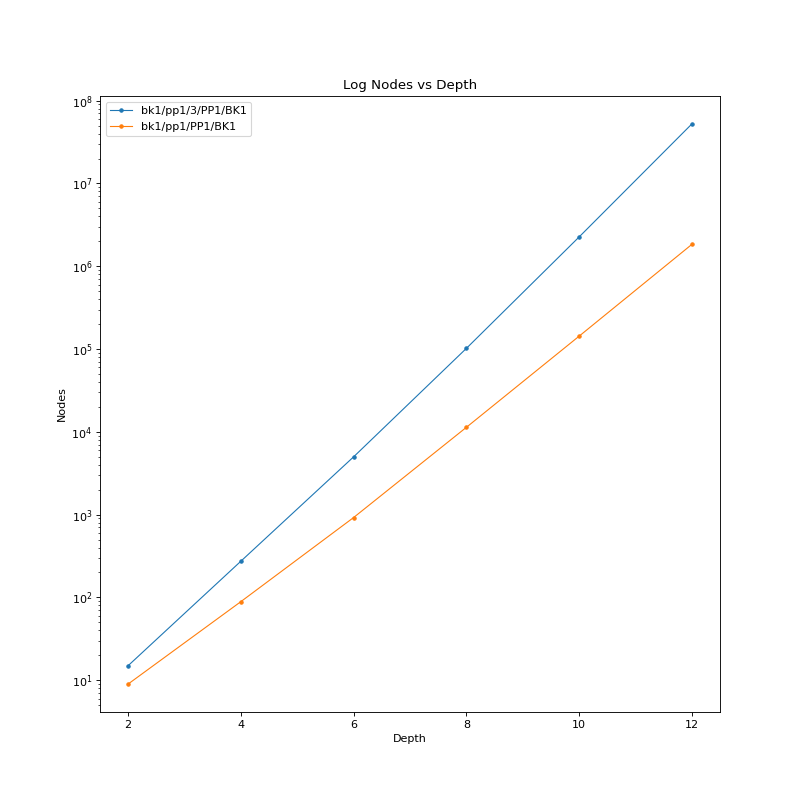 Log Nodes vs Depth
bk1/pp1/3/PP1/BK1
bk1/pp1/PP1/BK1
Nodes
10^8
10^7
10^6
10^5
10^4
10^3
10^2
10^1
2 4 6 8 10 12
Depth